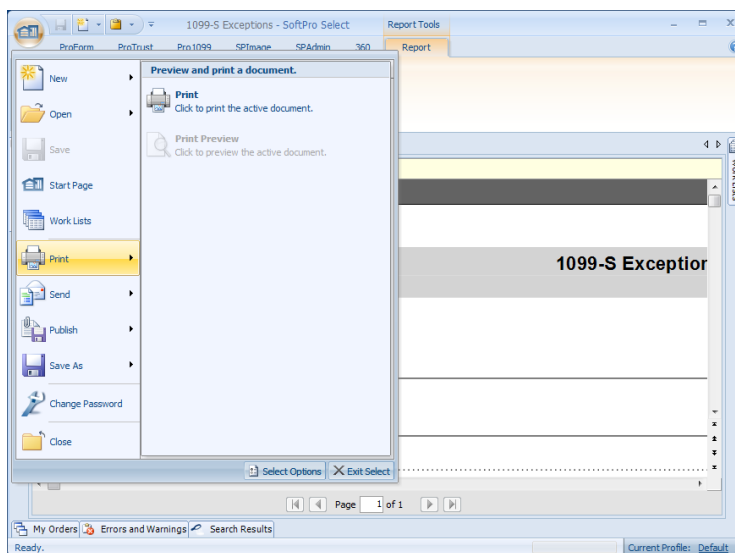 1099-S Exceptions - SoftPro Select
Report Tools
ProForm ProTrust Pro1099 SPImage SPAdmin 360 Report
New
Open
Save
Start Page
Work Lists
Print
Send
Publish
Save As
Change Password
Close
Preview and print a document.
Print
Click to print the active document.
Print Preview
Click to preview the active document.
Select Options Exit Select
1099-S Exception
Page 1 of 1
My Orders Errors and Warnings Search Results
Ready.
Current Profile: Default